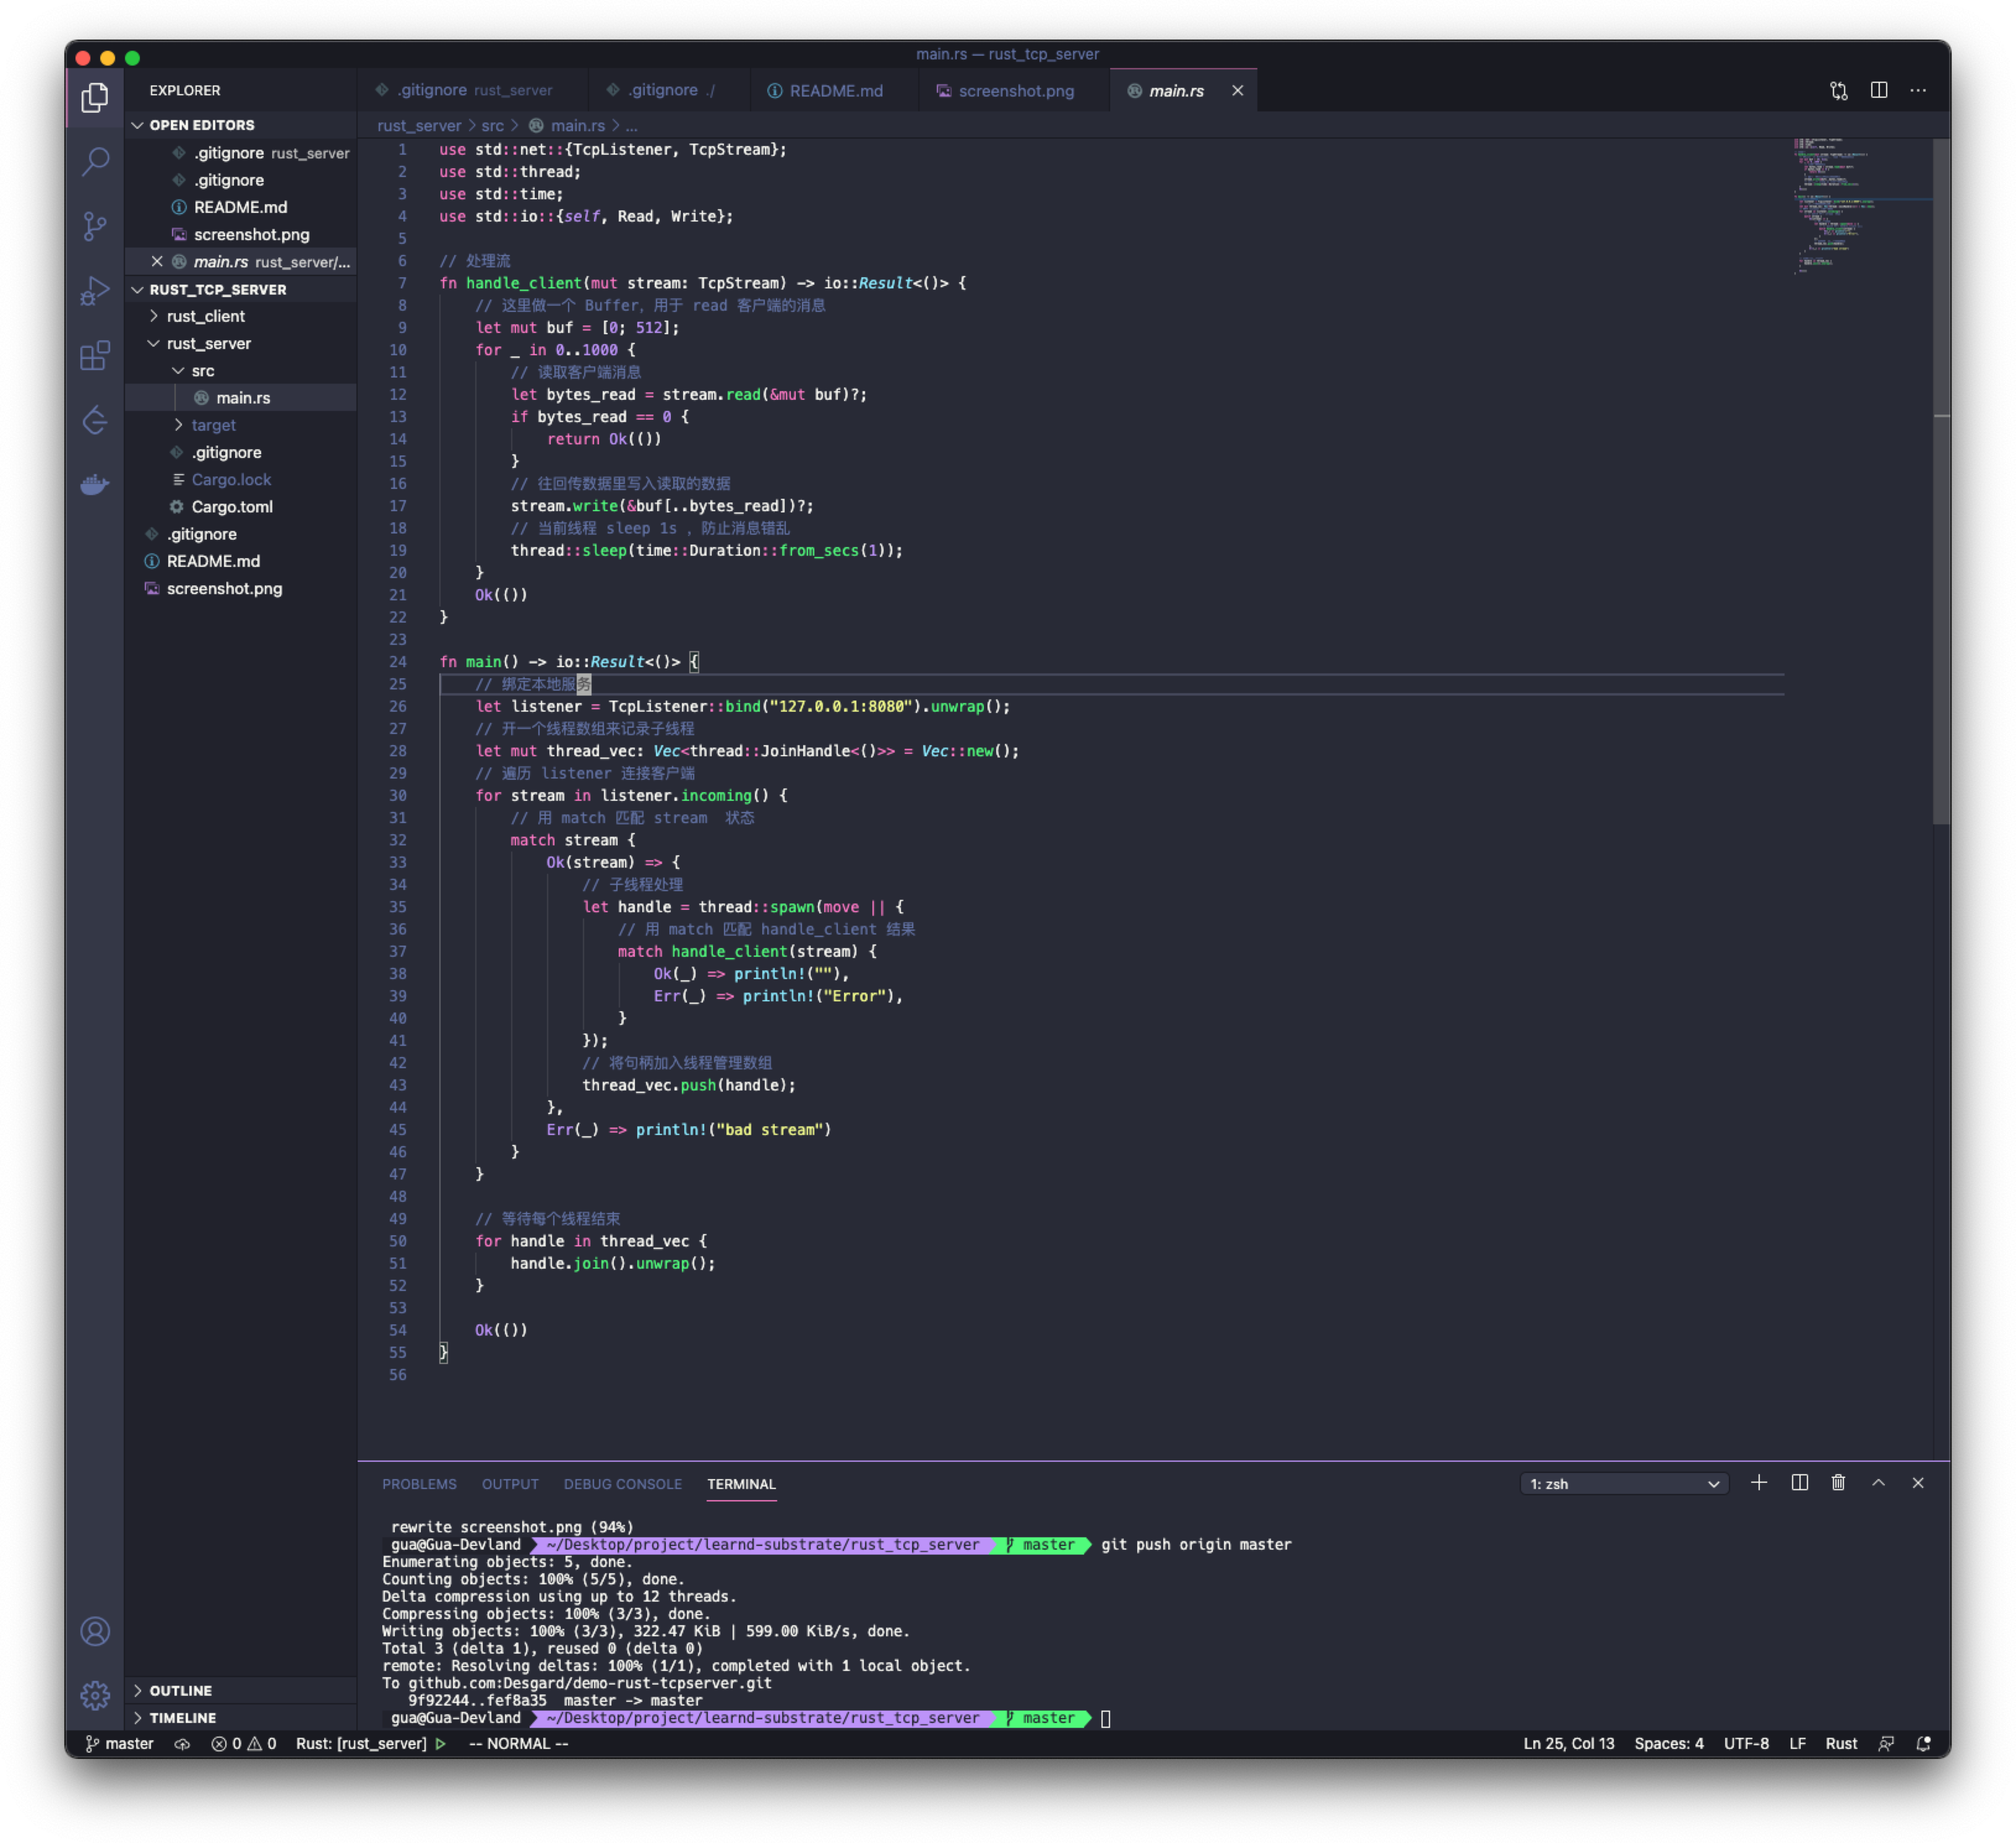 main.rs — rust_tcp_server
EXPLORER
OPEN EDITORS
.gitignore rust_server
.gitignore
README.md
screenshot.png
main.rs rust_server/...
RUST_TCP_SERVER
rust_client
rust_server
src
main.rs
target
.gitignore
Cargo.lock
Cargo.toml
.gitignore
README.md
screenshot.png
OUTLINE
TIMELINE
.gitignore rust_server
.gitignore ./
README.md
screenshot.png
main.rs
rust_server > src > main.rs > ...
1 use std::net::{TcpListener, TcpStream};
2 use std::thread;
3 use std::time;
4 use std::io::{self, Read, Write};
5
6 // 处理流
7 fn handle_client(mut stream: TcpStream) -> io::Result<()> {
8     // 这里做一个 Buffer，用于 read 客户端的消息
9     let mut buf = [0; 512];
10     for _ in 0..1000 {
11         // 读取客户端消息
12         let bytes_read = stream.read(&mut buf)?;
13         if bytes_read == 0 {
14             return Ok(())
15         }
16         // 往回传数据里写入读取的数据
17         stream.write(&buf[..bytes_read])?;
18         // 当前线程 sleep 1s ，防止消息错乱
19         thread::sleep(time::Duration::from_secs(1));
20     }
21     Ok(())
22 }
23
24 fn main() -> io::Result<()> {
25     // 绑定本地服务
26     let listener = TcpListener::bind("127.0.0.1:8080").unwrap();
27     // 开一个线程数组来记录子线程
28     let mut thread_vec: Vec<thread::JoinHandle<()>> = Vec::new();
29     // 遍历 listener 连接客户端
30     for stream in listener.incoming() {
31         // 用 match 匹配 stream  状态
32         match stream {
33             Ok(stream) => {
34                 // 子线程处理
35                 let handle = thread::spawn(move || {
36                     // 用 match 匹配 handle_client 结果
37                     match handle_client(stream) {
38                         Ok(_) => println!(""),
39                         Err(_) => println!("Error"),
40                     }
41                 });
42                 // 将句柄加入线程管理数组
43                 thread_vec.push(handle);
44             },
45             Err(_) => println!("bad stream")
46         }
47     }
48
49     // 等待每个线程结束
50     for handle in thread_vec {
51         handle.join().unwrap();
52     }
53
54     Ok(())
55 }
56
PROBLEMS OUTPUT DEBUG CONSOLE TERMINAL 1: zsh
rewrite screenshot.png (94%)
gua@Gua-Devland ~/Desktop/project/learnd-substrate/rust_tcp_server master git push origin master
Enumerating objects: 5, done.
Counting objects: 100% (5/5), done.
Delta compression using up to 12 threads.
Compressing objects: 100% (3/3), done.
Writing objects: 100% (3/3), 322.47 KiB | 599.00 KiB/s, done.
Total 3 (delta 1), reused 0 (delta 0)
remote: Resolving deltas: 100% (1/1), completed with 1 local object.
To github.com:Desgard/demo-rust-tcpserver.git
   9f92244..fef8a35  master -> master
gua@Gua-Devland ~/Desktop/project/learnd-substrate/rust_tcp_server master
master 0 0 Rust: [rust_server] -- NORMAL -- Ln 25, Col 13 Spaces: 4 UTF-8 LF Rust